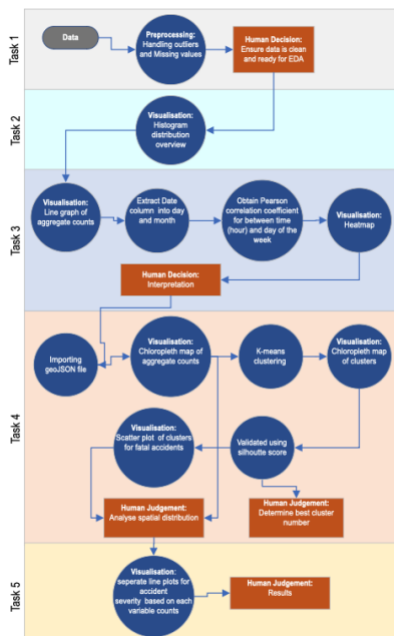 Task 1
Data
Preprocessing:
Handling outliers
and Missing values
Human Decision:
Ensure data is clean
and ready for EDA
Task 2
Visualisation:
Histogram
distribution
overview
Task 3
Visualisation:
Line graph of
aggregate counts
Extract Date
column into day
and month
Obtain Pearson
correlation coefficient
for between time
(hour) and day of the
week
Visualisation:
Heatmap
Human Decision:
Interpretation
Task 4
Importing
geoJSON file
Visualisation:
Chloropleth map of
aggregate counts
K-means
clustering
Visualisation:
Chloropleth map
of clusters
Visualisation:
Scatter plot of clusters
for fatal accidents
Validated using
silhoutte score
Human Judgement:
Analyse spatial distribution
Human Judgement:
Determine best cluster
number
Task 5
Visualisation:
seperate line plots for
accident
severity based on each
variable counts
Human Judgement:
Results